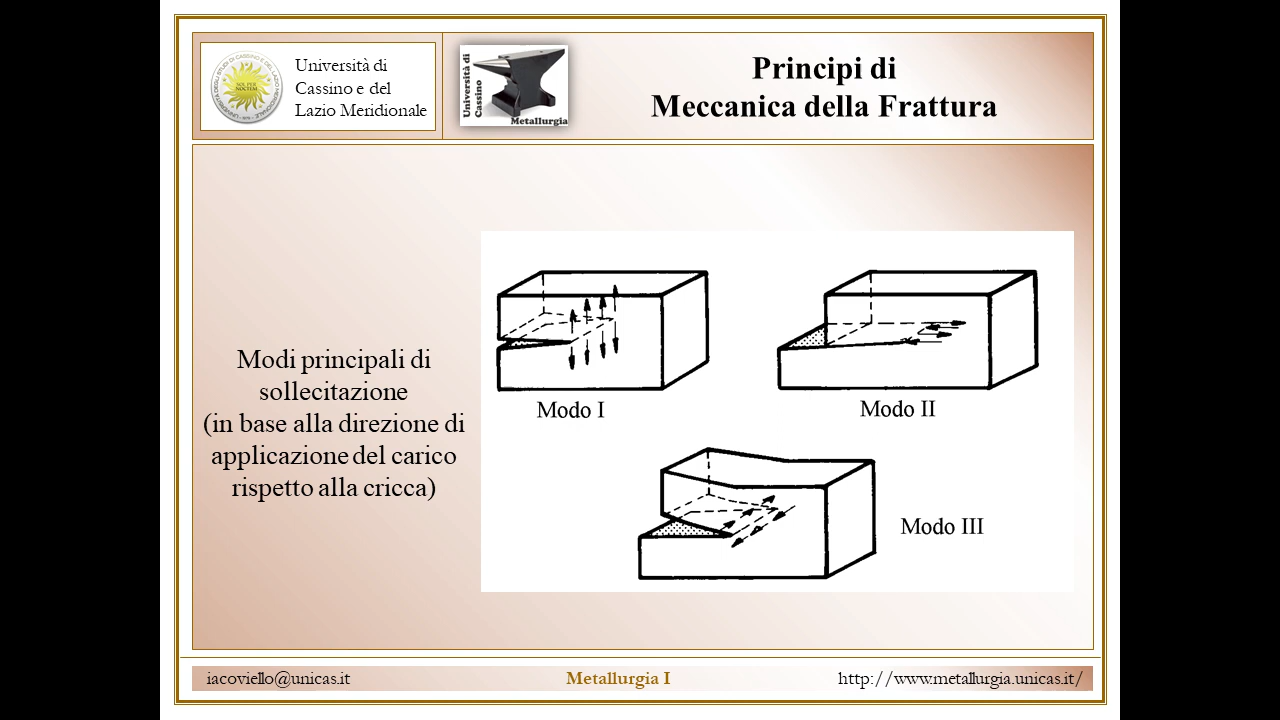 Università di
Cassino e del
Lazio Meridionale
Università di
Cassino
Metallurgia
Principi di
Meccanica della Frattura
Modi principali di
sollecitazione
(in base alla direzione di
applicazione del carico
rispetto alla cricca)
Modo I
Modo II
Modo III
iacoviello@unicas.it
Metallurgia I
http://www.metallurgia.unicas.it/